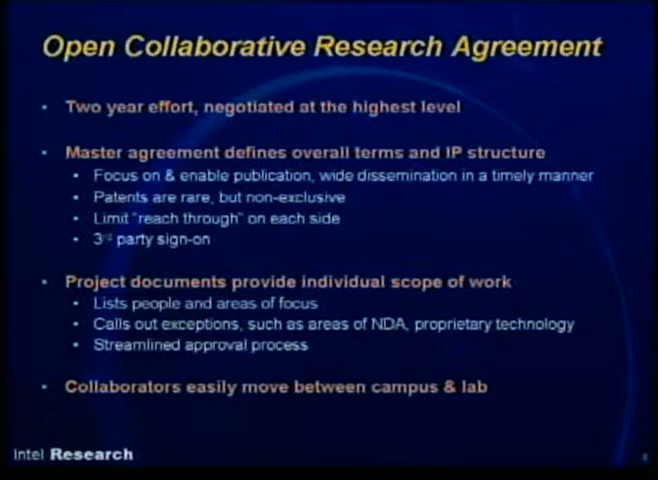 Open Collaborative Research Agreement
• Two year effort, negotiated at the highest level
• Master agreement defines overall terms and IP structure
• Focus on & enable publication, wide dissemination in a timely manner
• Patents are rare, but non-exclusive
• Limit "reach through" on each side
• 3rd party sign-on
• Project documents provide individual scope of work
• Lists people and areas of focus
• Calls out exceptions, such as areas of NDA, proprietary technology
• Streamlined approval process
• Collaborators easily move between campus & lab
Intel Research